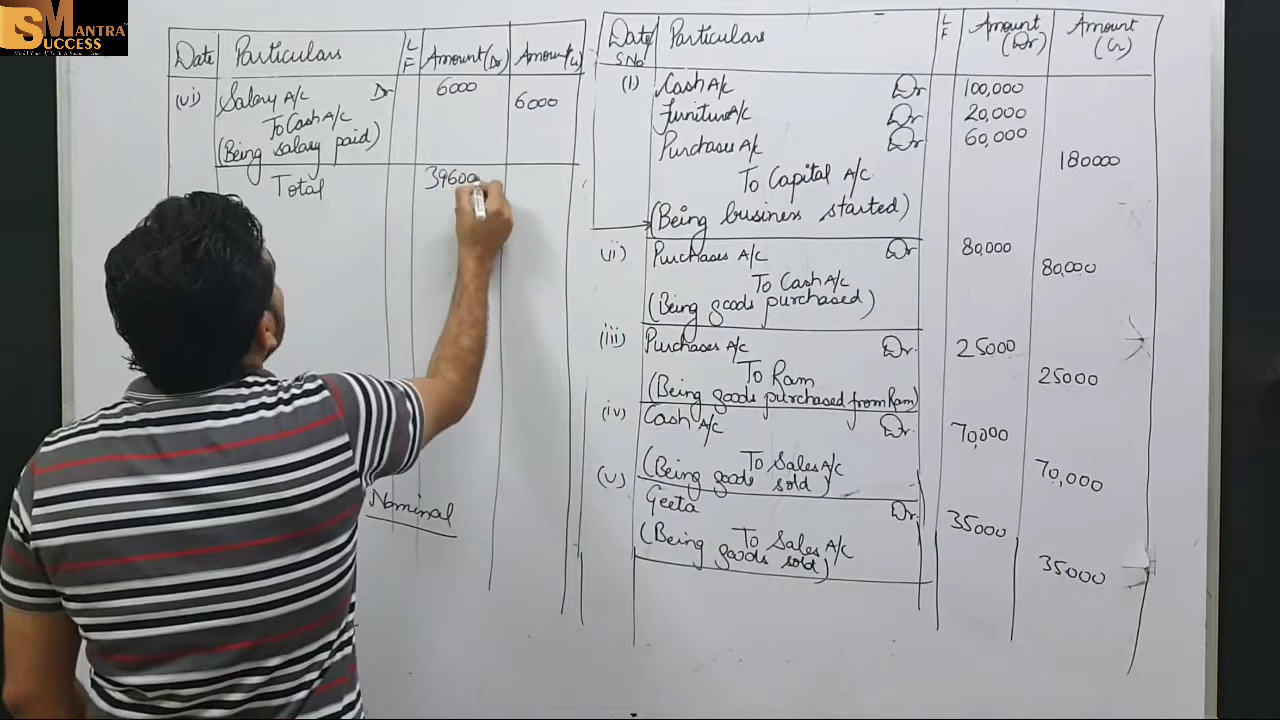 SM MANTRA
SUCCESS
Date Particulars L F Amount (Dr) Amount (Cr)
(vi) Salary A/c Dr 6000
To Cash A/c 6000
(Being salary paid)
Total 39600
Nominal
Date S.No Particulars L F Amount (Dr) Amount (Cr)
(i) Cash A/c Dr 100,000
Furniture A/c Dr 20,000
Purchases A/c Dr 60,000
To Capital A/c 180000
(Being business started)
(ii) Purchases A/c Dr 80,000
To Cash A/c 80,000
(Being goods purchased)
(iii) Purchases A/c Dr. 25000
To Ram 25000
(Being goods purchased from Ram)
(iv) Cash A/c Dr. 70,000
To Sales A/c 70,000
(Being goods sold)
(v) Geeta Dr. 35000
To Sales A/c 35000
(Being goods sold)